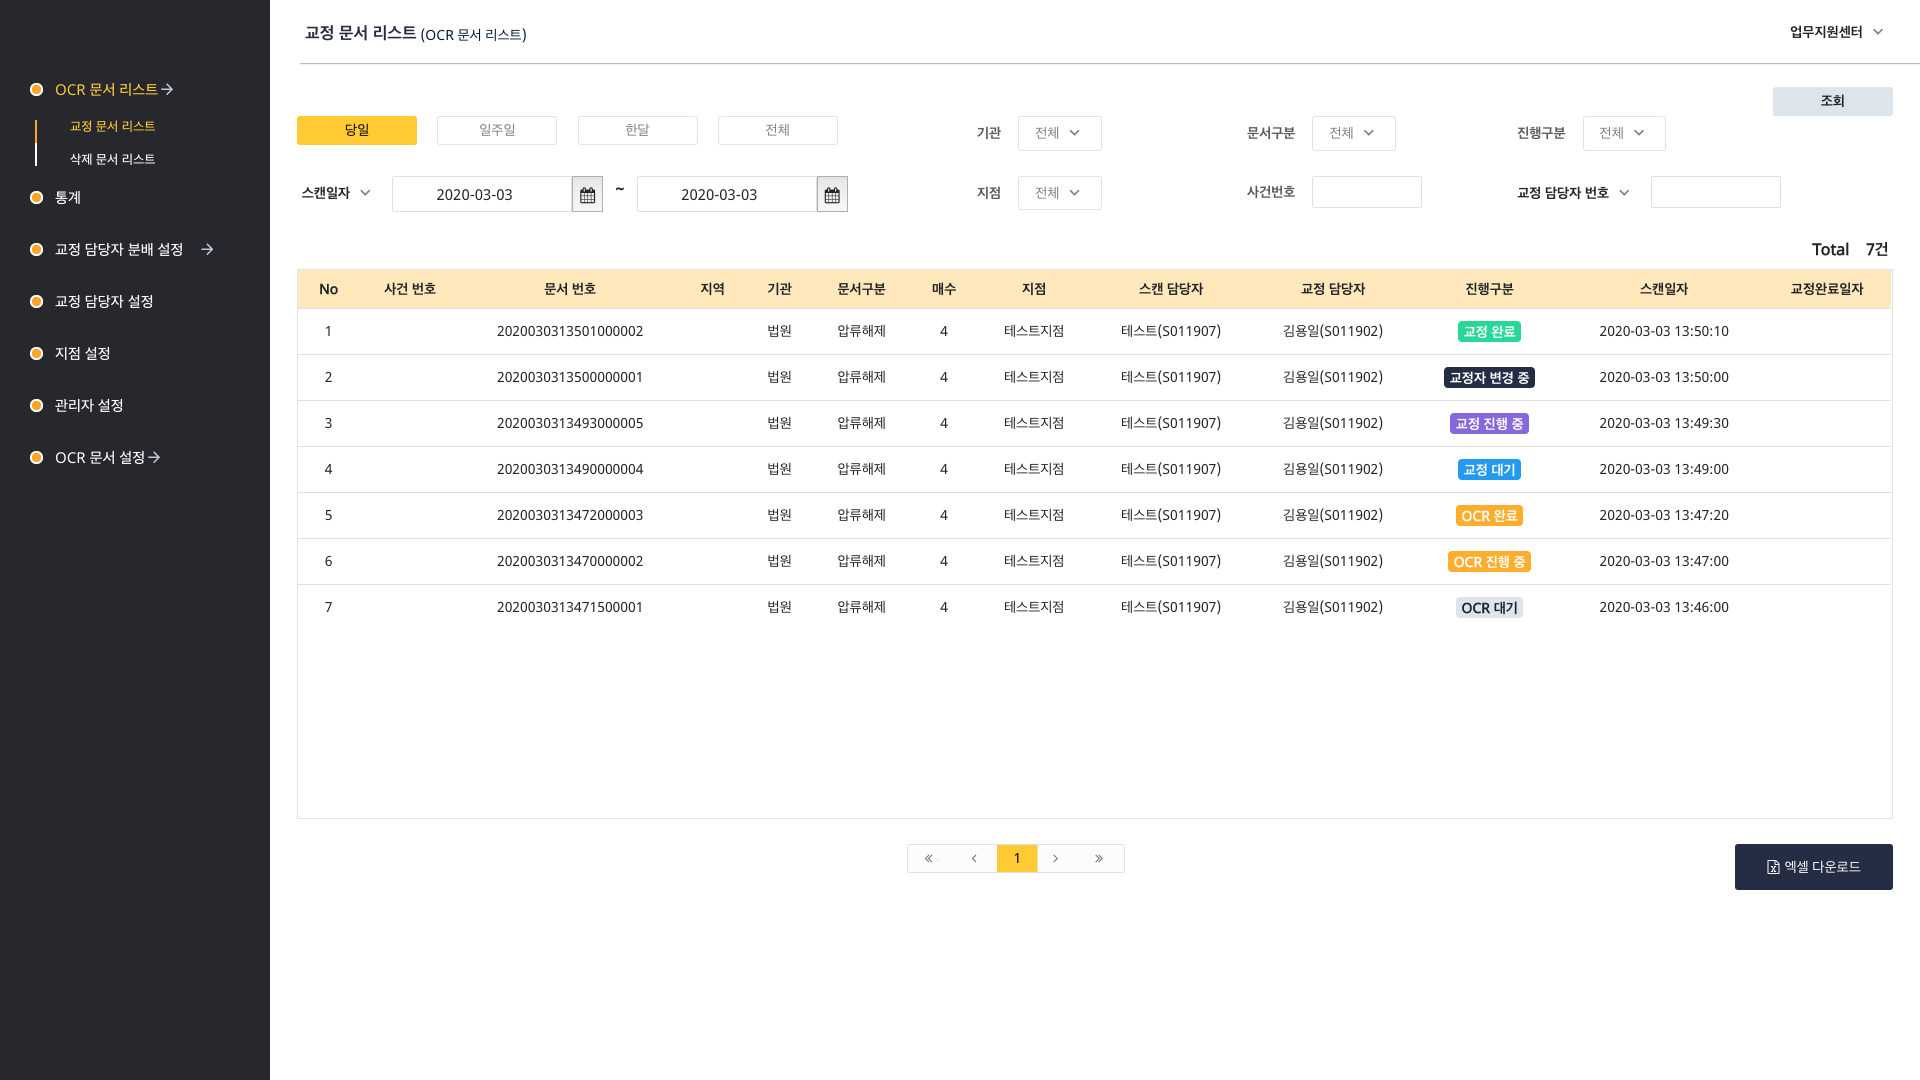 교정 문서 리스트 (OCR 문서 리스트)
업무지원센터
OCR 문서 리스트
교정 문서 리스트
삭제 문서 리스트
통계
교정 담당자 분배 설정
교정 담당자 설정
지점 설정
관리자 설정
OCR 문서 설정
조회
당일 일주일 한달 전체 기관 전체 문서구분 전체 진행구분 전체
스캔일자 2020-03-03 ~ 2020-03-03 지점 전체 사건번호 교정 담당자 번호
Total 7건
No 사건 번호 문서 번호 지역 기관 문서구분 매수 지점 스캔 담당자 교정 담당자 진행구분 스캔일자 교정완료일자
1 2020030313501000002 법원 압류해제 4 테스트지점 테스트(S011907) 김용일(S011902) 교정 완료 2020-03-03 13:50:10
2 2020030313500000001 법원 압류해제 4 테스트지점 테스트(S011907) 김용일(S011902) 교정자 변경 중 2020-03-03 13:50:00
3 2020030313493000005 법원 압류해제 4 테스트지점 테스트(S011907) 김용일(S011902) 교정 진행 중 2020-03-03 13:49:30
4 2020030313490000004 법원 압류해제 4 테스트지점 테스트(S011907) 김용일(S011902) 교정 대기 2020-03-03 13:49:00
5 2020030313472000003 법원 압류해제 4 테스트지점 테스트(S011907) 김용일(S011902) OCR 완료 2020-03-03 13:47:20
6 2020030313470000002 법원 압류해제 4 테스트지점 테스트(S011907) 김용일(S011902) OCR 진행 중 2020-03-03 13:47:00
7 2020030313471500001 법원 압류해제 4 테스트지점 테스트(S011907) 김용일(S011902) OCR 대기 2020-03-03 13:46:00
« ‹ 1 › »
엑셀 다운로드